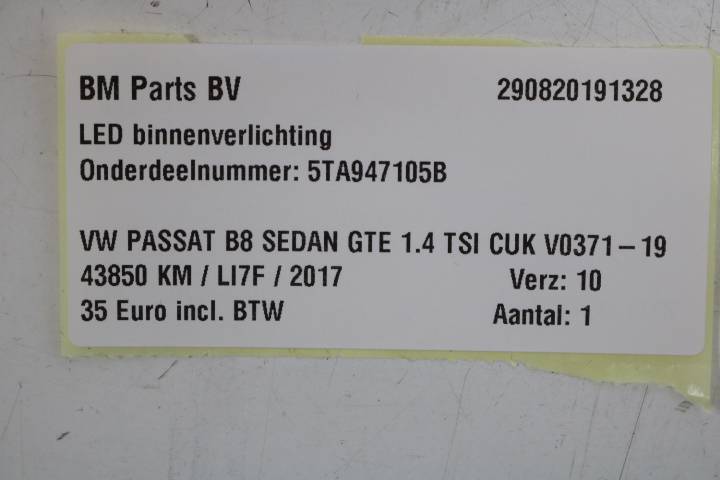 BM Parts BV 290820191328
LED binnenverlichting
Onderdeelnummer: 5TA947105B
VW PASSAT B8 SEDAN GTE 1.4 TSI CUK V0371-19
43850 KM / LI7F / 2017 Verz: 10
35 Euro incl. BTW Aantal: 1